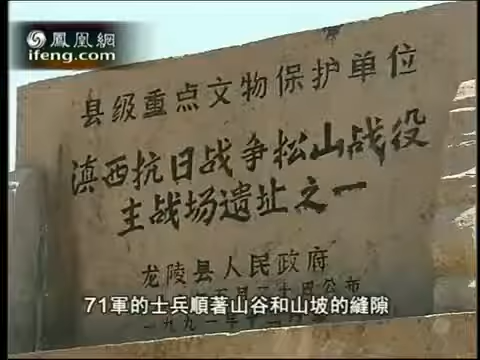 鳳凰網
ifeng.com
县级重点文物保护单位
滇西抗日战争松山战役
主战场遗址之一
龙陵县人民政府
71軍的士兵順著山谷和山坡的縫隙